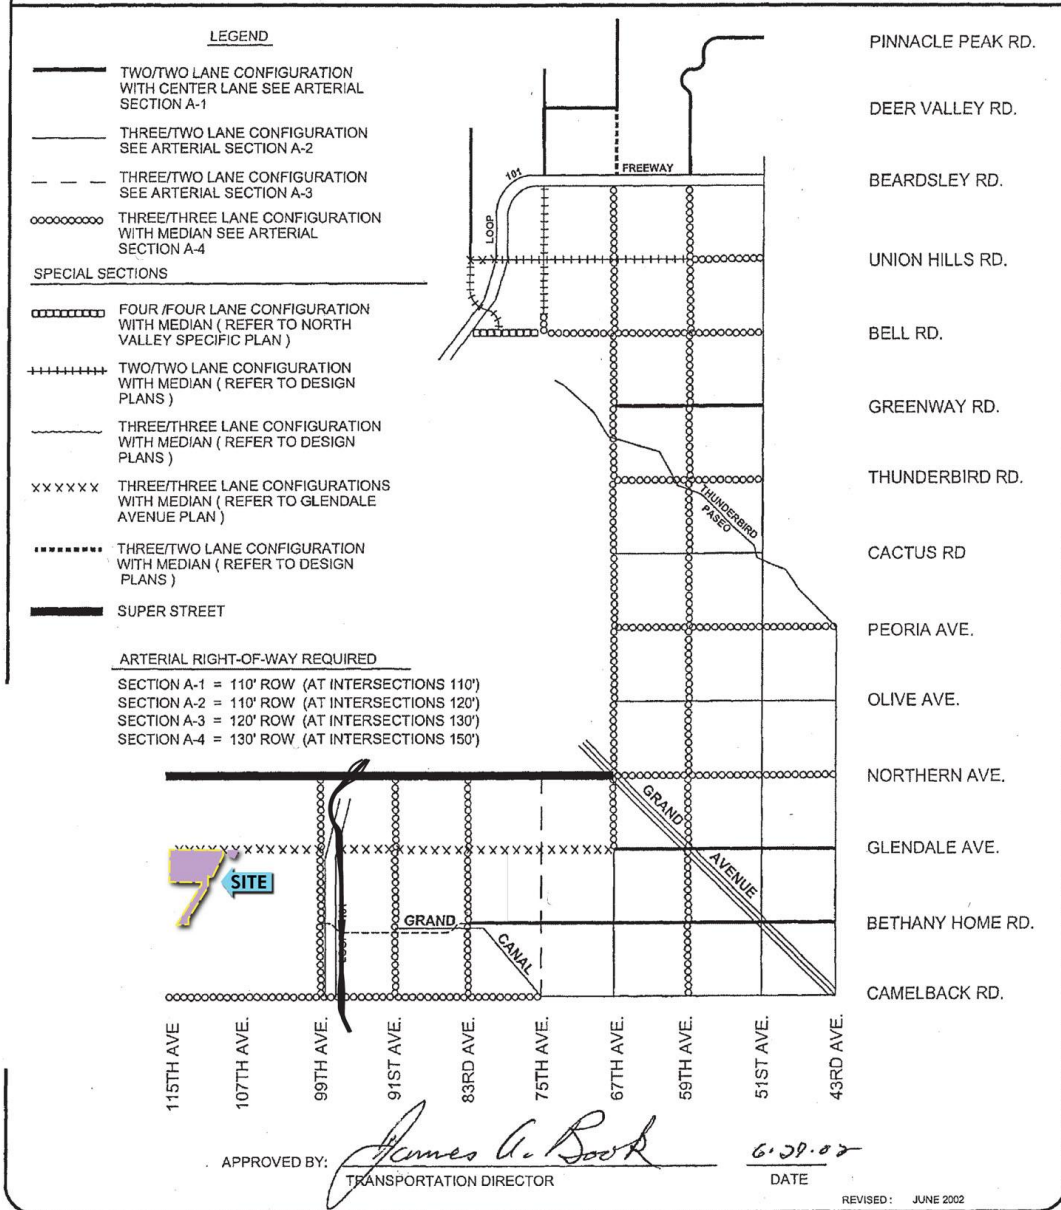 LEGEND
TWO/TWO LANE CONFIGURATION
WITH CENTER LANE SEE ARTERIAL
SECTION A-1
THREE/TWO LANE CONFIGURATION
SEE ARTERIAL SECTION A-2
THREE/TWO LANE CONFIGURATION
SEE ARTERIAL SECTION A-3
THREE/THREE LANE CONFIGURATION
WITH MEDIAN SEE ARTERIAL
SECTION A-4
SPECIAL SECTIONS
FOUR /FOUR LANE CONFIGURATION
WITH MEDIAN ( REFER TO NORTH
VALLEY SPECIFIC PLAN )
TWO/TWO LANE CONFIGURATION
WITH MEDIAN ( REFER TO DESIGN
PLANS )
THREE/THREE LANE CONFIGURATION
WITH MEDIAN ( REFER TO DESIGN
PLANS )
THREE/THREE LANE CONFIGURATIONS
WITH MEDIAN ( REFER TO GLENDALE
AVENUE PLAN )
THREE/TWO LANE CONFIGURATION
WITH MEDIAN ( REFER TO DESIGN
PLANS )
SUPER STREET
ARTERIAL RIGHT-OF-WAY REQUIRED
SECTION A-1 = 110' ROW (AT INTERSECTIONS 110')
SECTION A-2 = 110' ROW (AT INTERSECTIONS 120')
SECTION A-3 = 120' ROW (AT INTERSECTIONS 130')
SECTION A-4 = 130' ROW (AT INTERSECTIONS 150')
PINNACLE PEAK RD.
DEER VALLEY RD.
BEARDSLEY RD.
UNION HILLS RD.
BELL RD.
GREENWAY RD.
THUNDERBIRD RD.
CACTUS RD
PEORIA AVE.
OLIVE AVE.
NORTHERN AVE.
GLENDALE AVE.
BETHANY HOME RD.
CAMELBACK RD.
LOOP 101 FREEWAY
THUNDERBIRD
PASEO
GRAND AVENUE
SITE
GRAND CANAL
LOOP 101
115TH AVE
107TH AVE.
99TH AVE.
91ST AVE.
83RD AVE.
75TH AVE.
67TH AVE.
59TH AVE.
51ST AVE.
43RD AVE.
APPROVED BY: James A. Book
TRANSPORTATION DIRECTOR
6.29.02
DATE
REVISED: JUNE 2002